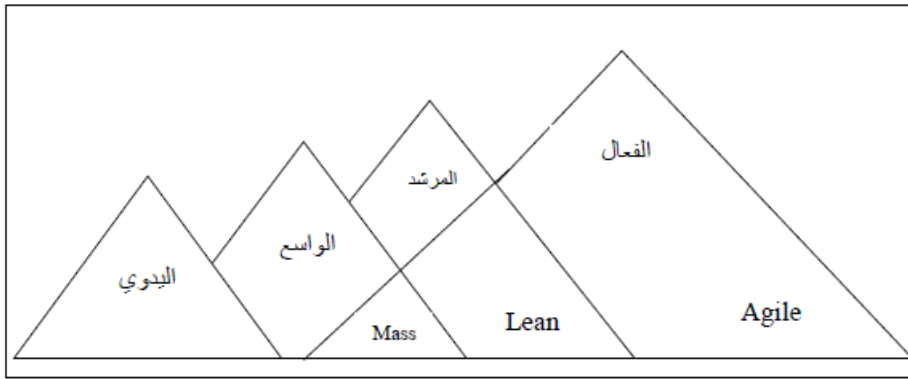 الفعال
المرشد
الواسع
اليدوي
Mass
Lean
Agile